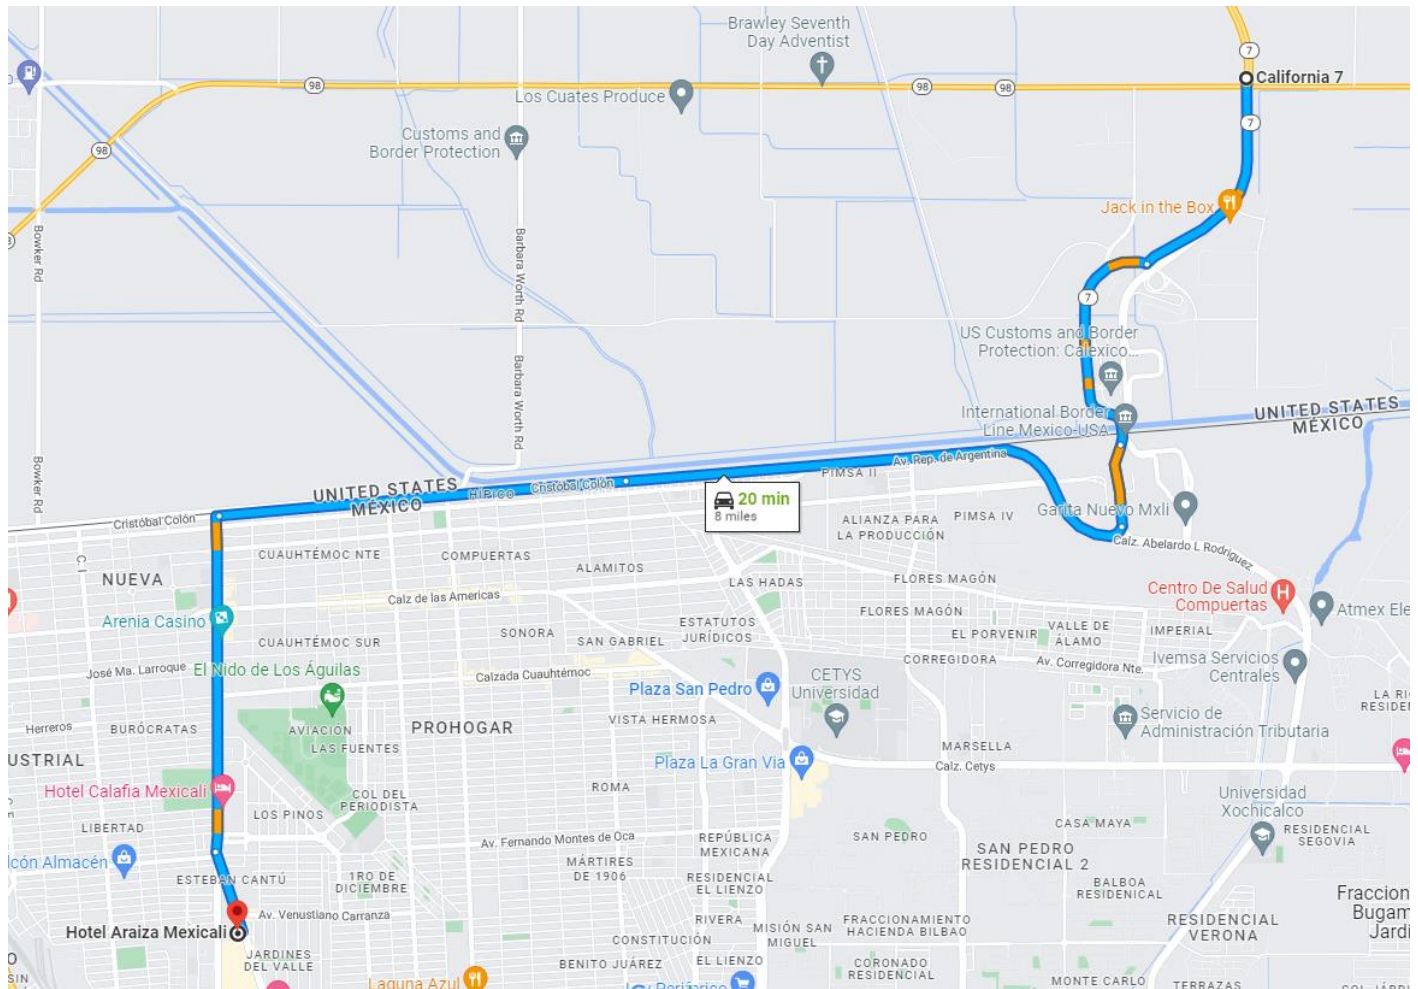 Brawley Seventh
Day Adventist
7
California 7
98
Los Cuates Produce
98
98
7
Customs and
Border Protection
98
Jack in the Box
Bowker Rd
Barbara Worth Rd
7
US Customs and Border
Protection: Calexico...
Barbara Worth Rd
International Border
Line Mexico-USA
UNITED STATES
MÉXICO
Bowker Rd
Av. Rep. de Argentina
PIMSA II
UNITED STATES
MÉXICO
HÍPICO
Cristóbal Colón
20 min
8 miles
Cristóbal Colón
Garita Nuevo Mxli
PIMSA IV
ALIANZA PARA
LA PRODUCCIÓN
Calz. Abelardo L Rodriguez
C. I
CUAUHTÉMOC NTE
COMPUERTAS
ALAMITOS
NUEVA
LAS HADAS
FLORES MAGÓN
Centro De Salud
Compuertas
H
Calz de las Americas
Atmex Ele
FLORES MAGÓN
Arenia Casino
ESTATUTOS
JURÍDICOS
SONORA
SAN GABRIEL
EL PORVENIR
VALLE DE
ÁLAMO
IMPERIAL
CUAUHTÉMOC SUR
José Ma. Larroque
El Nido de Los Águilas
Calzada Cuauhtémoc
CORREGIDORA
Av. Corregidora Nte.
Ivemsa Servicios
Centrales
CETYS
Universidad
Plaza San Pedro
LA RI
RESIDEN
Herreros
BURÓCRATAS
AVIACION
LAS FUENTES
PROHOGAR
VISTA HERMOSA
Servicio de
Administración Tributaria
MARSELLA
USTRIAL
Plaza La Gran Via
Calz. Cetys
Hotel Calafia Mexicali
COL DEL
PERIODISTA
ROMA
Universidad
Xochicalco
LOS PINOS
LIBERTAD
Av. Fernando Montes de Oca
REPÚBLICA
MEXICANA
SAN PEDRO
CASA MAYA
RESIDENCIAL
SEGOVIA
lcón Almacén
SAN PEDRO
RESIDENCIAL 2
MÁRTIRES
DE 1906
ESTEBAN CANTÚ
1RO DE
DICIEMBRE
RESIDENCIAL
EL LIENZO
BALBOA
RESIDENICAL
Fraccion
Bugam
Jardí
Av. Venustiano Carranza
RIVERA
MISIÓN SAN
MIGUEL
FRACCIONAMIENTO
HACIENDA BILBAO
RESIDENCIAL
VERONA
Hotel Araiza Mexicali
CONSTITUCIÓN
JARDINES
DEL VALLE
BENITO JUÁREZ
EL LIENZO
CORONADO
RESIDENCIAL
Laguna Azul
MONTE CARLO
TERRAZAS